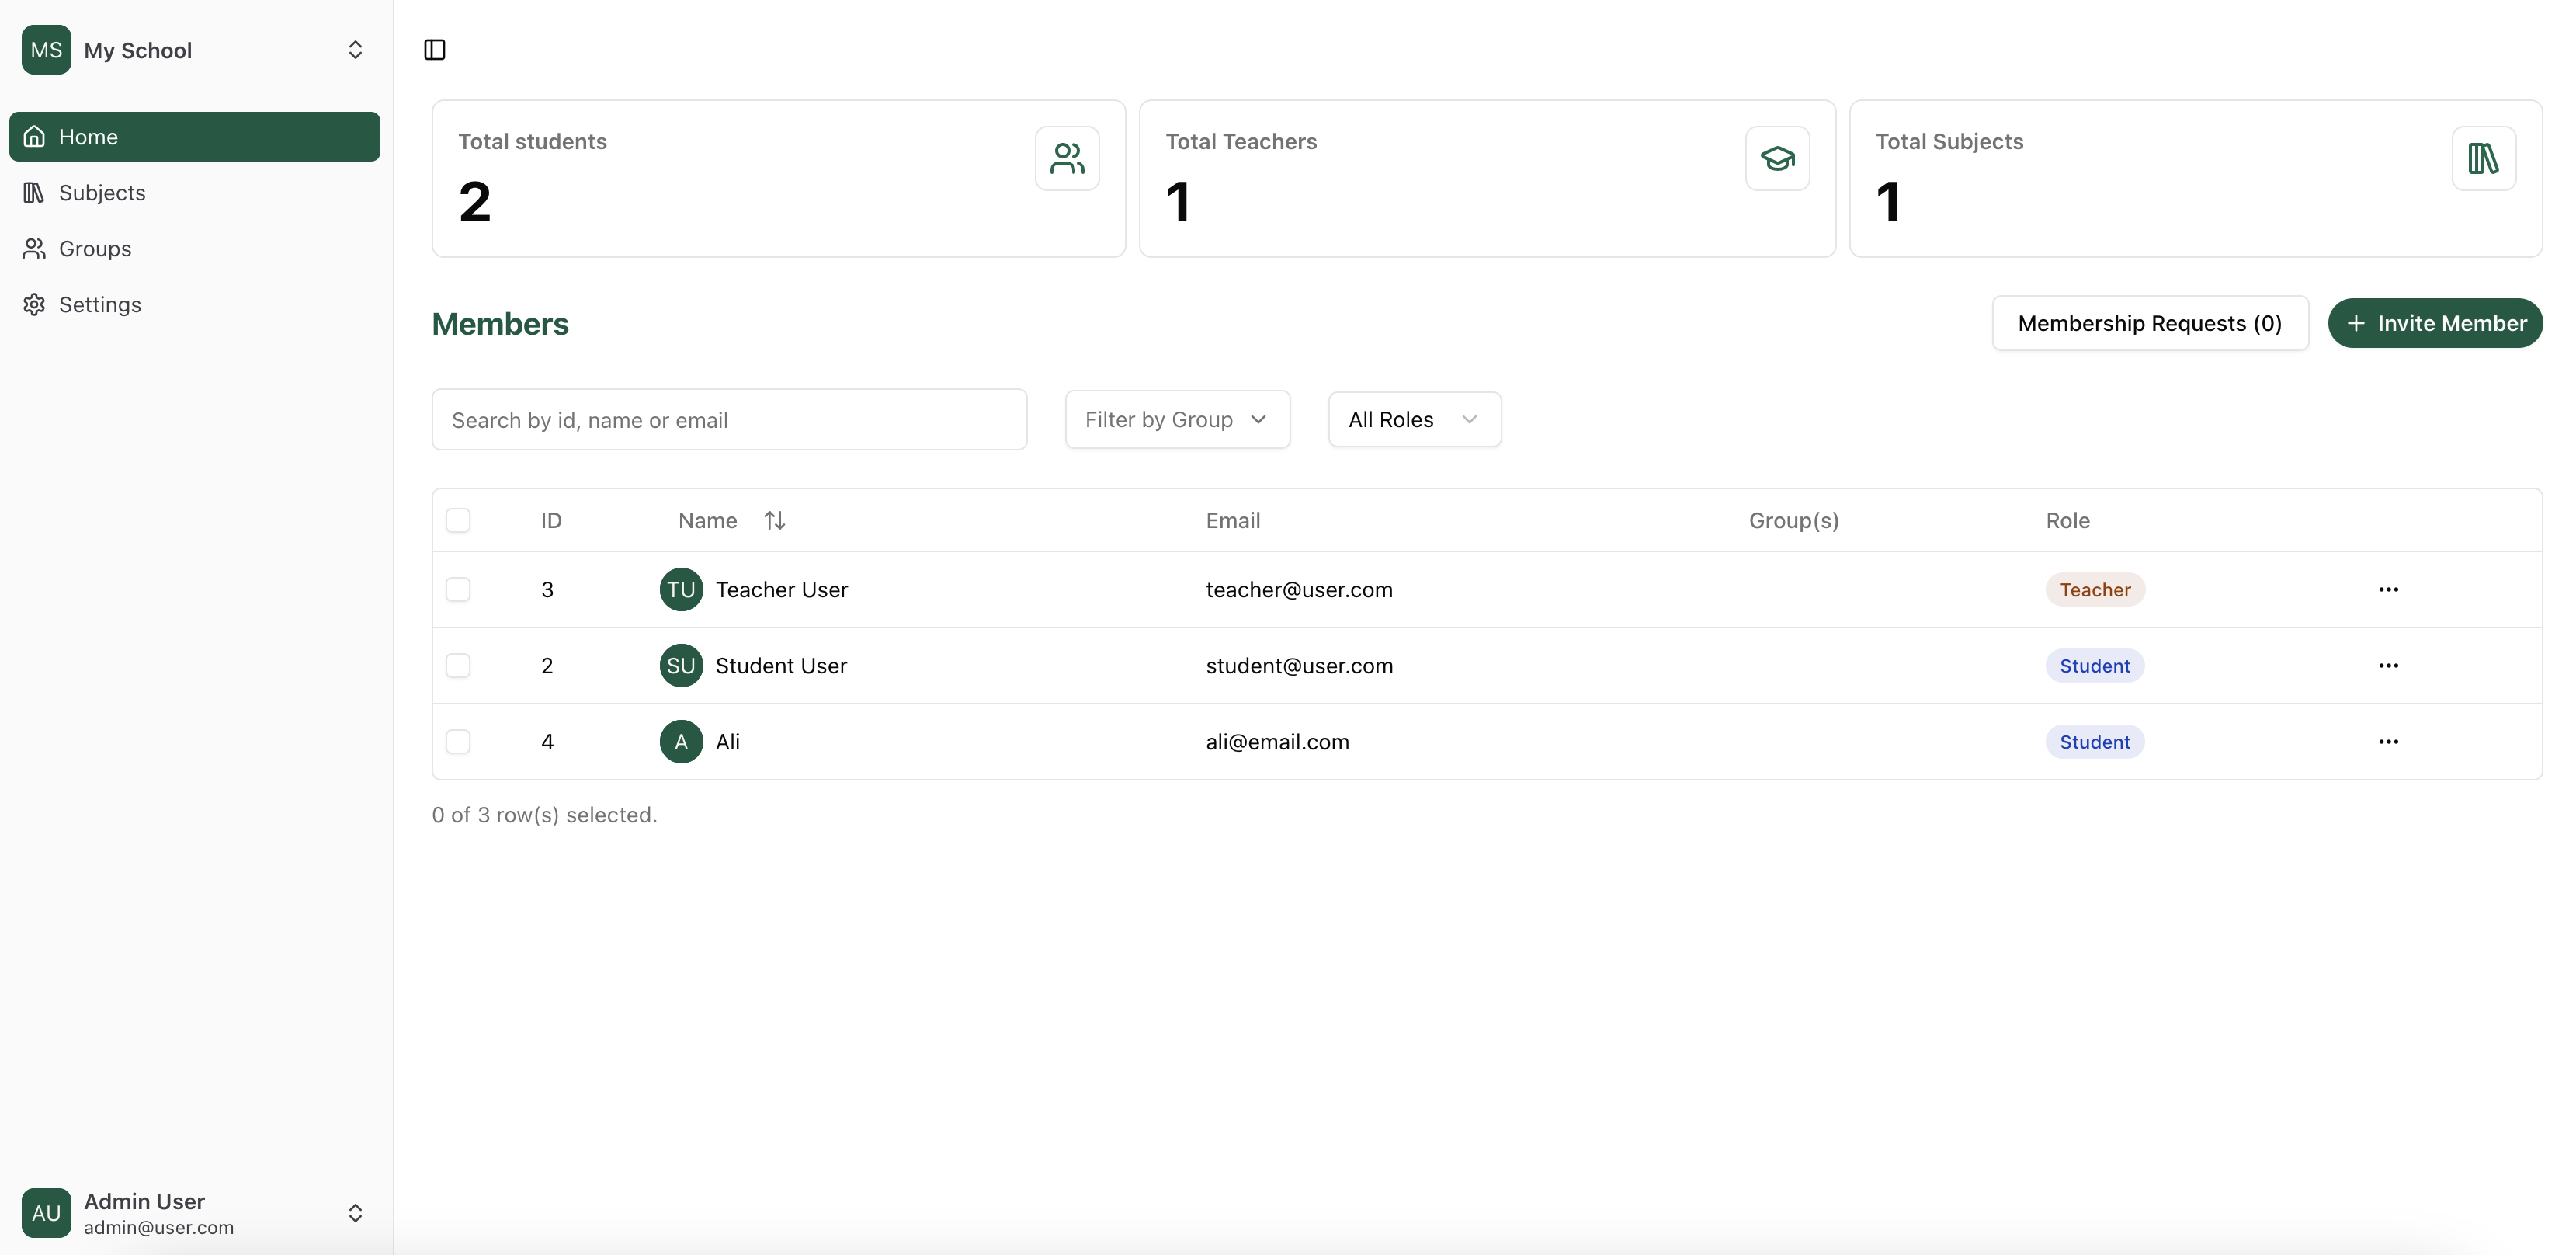 MS My School
Home
Subjects
Groups
Settings
AU Admin User
admin@user.com
Total students
2
Total Teachers
1
Total Subjects
1
Members
Membership Requests (0)
Invite Member
Search by id, name or email
Filter by Group
All Roles
ID Name Email Group(s) Role
3 TU Teacher User teacher@user.com Teacher
2 SU Student User student@user.com Student
4 A Ali ali@email.com Student
0 of 3 row(s) selected.